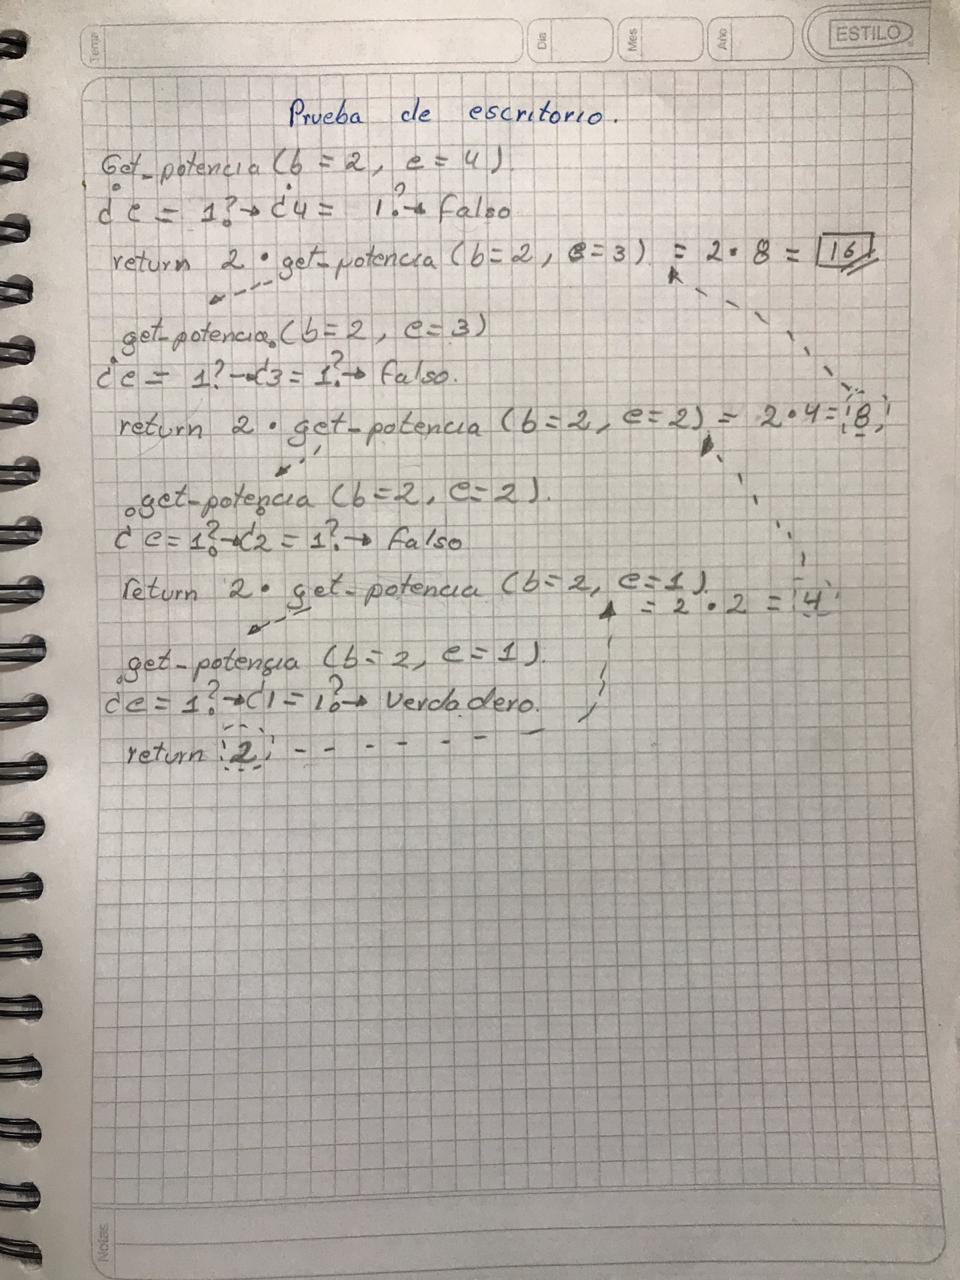 Tema
Dia
Mes
Año
ESTILO
Prueba de escritorio.
Get_potencia (b = 2, e = 4).
¿e = 1? → ¿4 = 1? → falso
return 2 · get_potencia (b=2, e=3) = 2·8 = 16
get_potencia (b=2, e=3)
¿e = 1? → ¿3 = 1? → falso.
return 2 · get_potencia (b=2, e=2) = 2·4 = 8
get_potencia (b=2, e=2).
¿e=1? → ¿2 = 1? → falso
return 2 · get_potencia (b=2, e=1).
= 2 · 2 = 4
get_potencia (b=2, e=1).
¿e=1? → ¿1 = 1? → Verdadero.
return 2
Notas